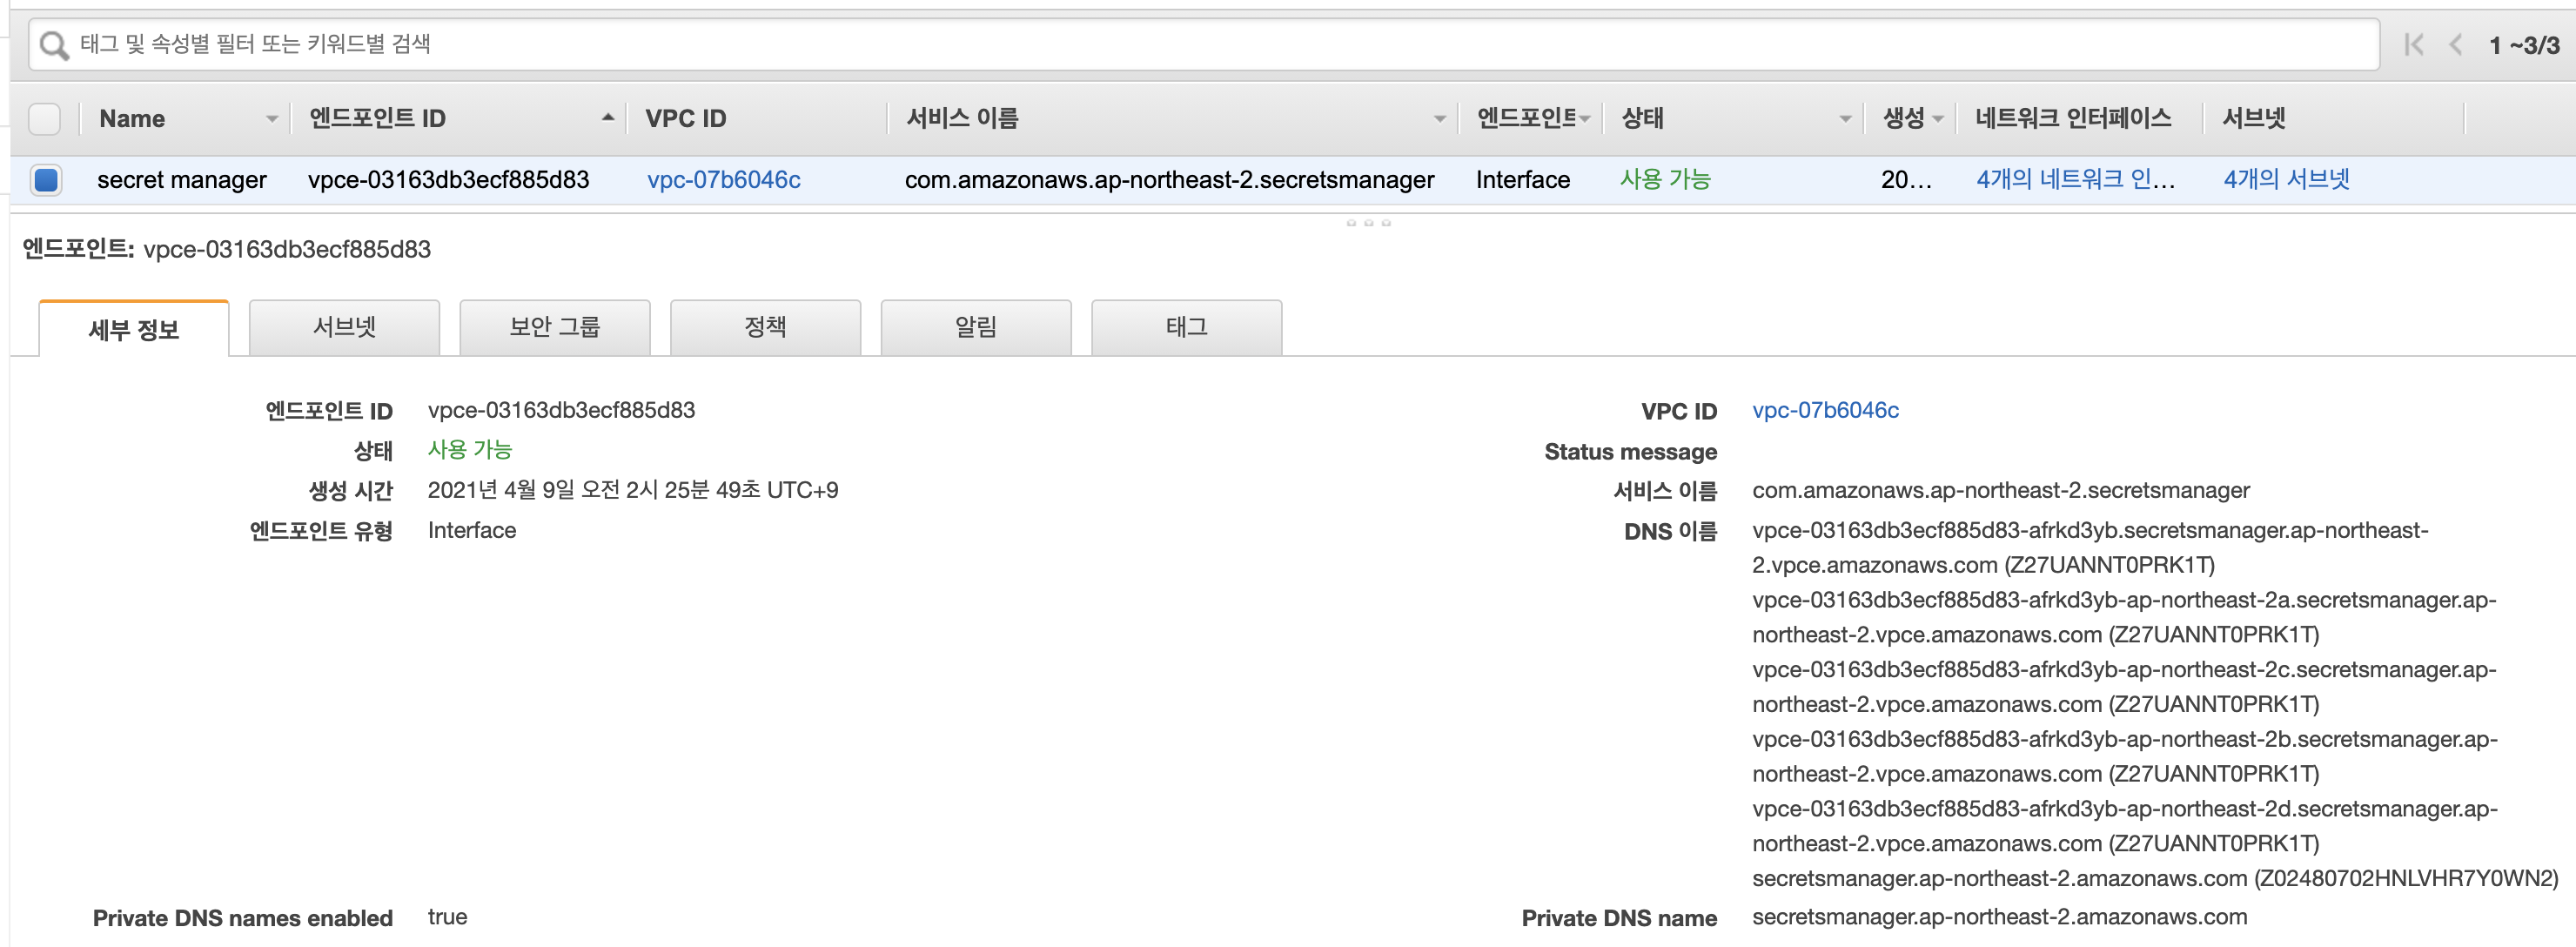 태그 및 속성별 필터 또는 키워드별 검색
1 ~3/3
Name 엔드포인트 ID VPC ID 서비스 이름 엔드포인트 상태 생성 네트워크 인터페이스 서브넷
secret manager vpce-03163db3ecf885d83 vpc-07b6046c com.amazonaws.ap-northeast-2.secretsmanager Interface 사용 가능 20... 4개의 네트워크 인... 4개의 서브넷
엔드포인트: vpce-03163db3ecf885d83
세부 정보 서브넷 보안 그룹 정책 알림 태그
엔드포인트 ID vpce-03163db3ecf885d83
상태 사용 가능
생성 시간 2021년 4월 9일 오전 2시 25분 49초 UTC+9
엔드포인트 유형 Interface
VPC ID vpc-07b6046c
Status message
서비스 이름 com.amazonaws.ap-northeast-2.secretsmanager
DNS 이름 vpce-03163db3ecf885d83-afrkd3yb.secretsmanager.ap-northeast-
2.vpce.amazonaws.com (Z27UANNT0PRK1T)
vpce-03163db3ecf885d83-afrkd3yb-ap-northeast-2a.secretsmanager.ap-
northeast-2.vpce.amazonaws.com (Z27UANNT0PRK1T)
vpce-03163db3ecf885d83-afrkd3yb-ap-northeast-2c.secretsmanager.ap-
northeast-2.vpce.amazonaws.com (Z27UANNT0PRK1T)
vpce-03163db3ecf885d83-afrkd3yb-ap-northeast-2b.secretsmanager.ap-
northeast-2.vpce.amazonaws.com (Z27UANNT0PRK1T)
vpce-03163db3ecf885d83-afrkd3yb-ap-northeast-2d.secretsmanager.ap-
northeast-2.vpce.amazonaws.com (Z27UANNT0PRK1T)
secretsmanager.ap-northeast-2.amazonaws.com (Z02480702HNLVHR7Y0WN2)
Private DNS names enabled true
Private DNS name secretsmanager.ap-northeast-2.amazonaws.com